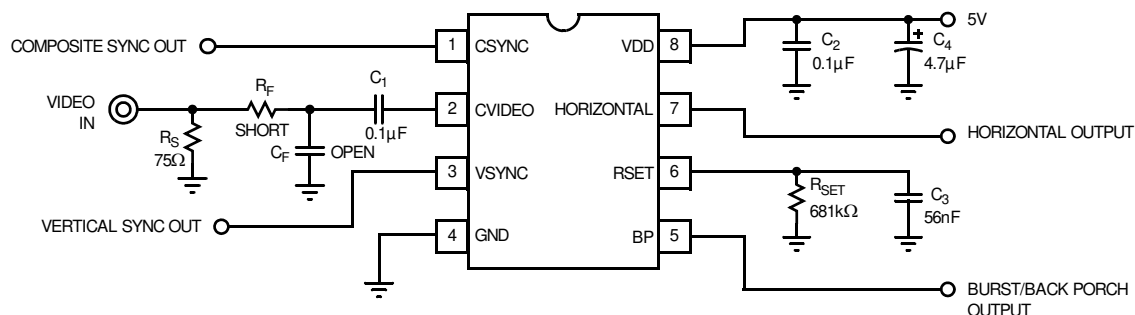 COMPOSITE SYNC OUT
1 CSYNC
VDD 8
5V
C2
0.1µF
+
C4
4.7µF
VIDEO
IN
RS
75Ω
RF
SHORT
CF
OPEN
C1
0.1µF
2 CVIDEO
HORIZONTAL 7
HORIZONTAL OUTPUT
3 VSYNC
RSET 6
RSET
681kΩ
C3
56nF
VERTICAL SYNC OUT
4 GND
BP 5
BURST/BACK PORCH
OUTPUT